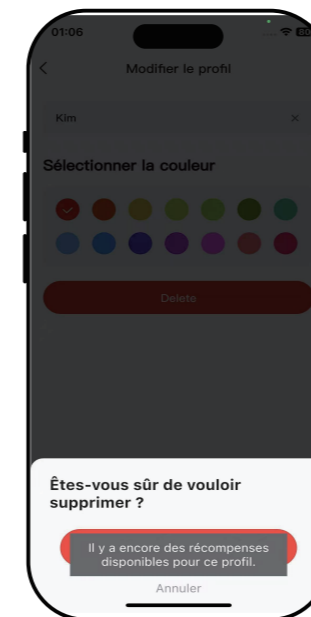 01:06
Modifier le profil
Kim
Sélectionner la couleur
Delete
Êtes-vous sûr de vouloir
supprimer ?
Il y a encore des récompenses
disponibles pour ce profil.
Annuler